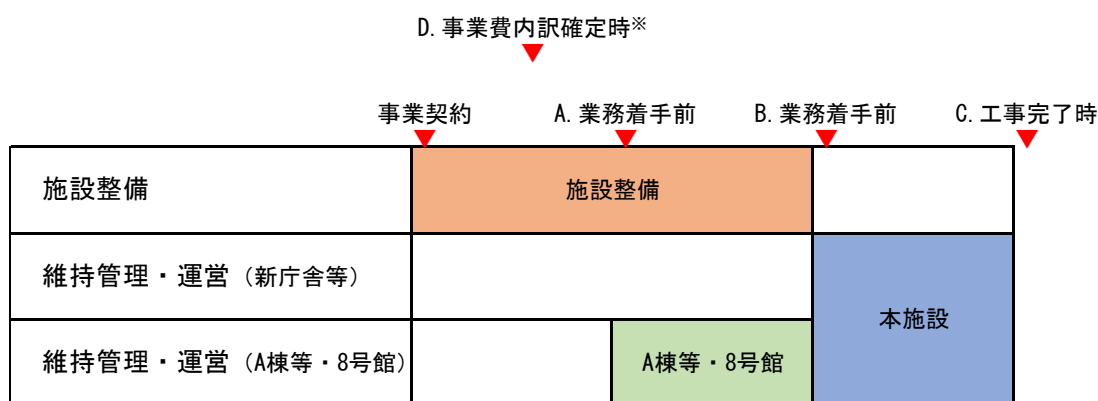 D.事業費内訳確定時※
事業契約
A.業務着手前
B.業務着手前
C.工事完了時
施設整備
施設整備
維持管理・運営（新庁舎等）
本施設
維持管理・運営（A棟等・8号館）
A棟等・8号館